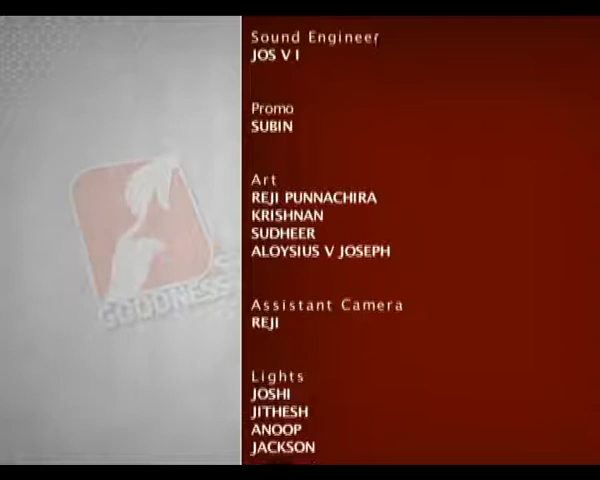 Sound Engineer
JOS V I
Promo
SUBIN
Art
REJI PUNNACHIRA
KRISHNAN
SUDHEER
ALOYSIUS V JOSEPH
Assistant Camera
REJI
Lights
JOSHI
JITHESH
ANOOP
JACKSON
GOODNESS